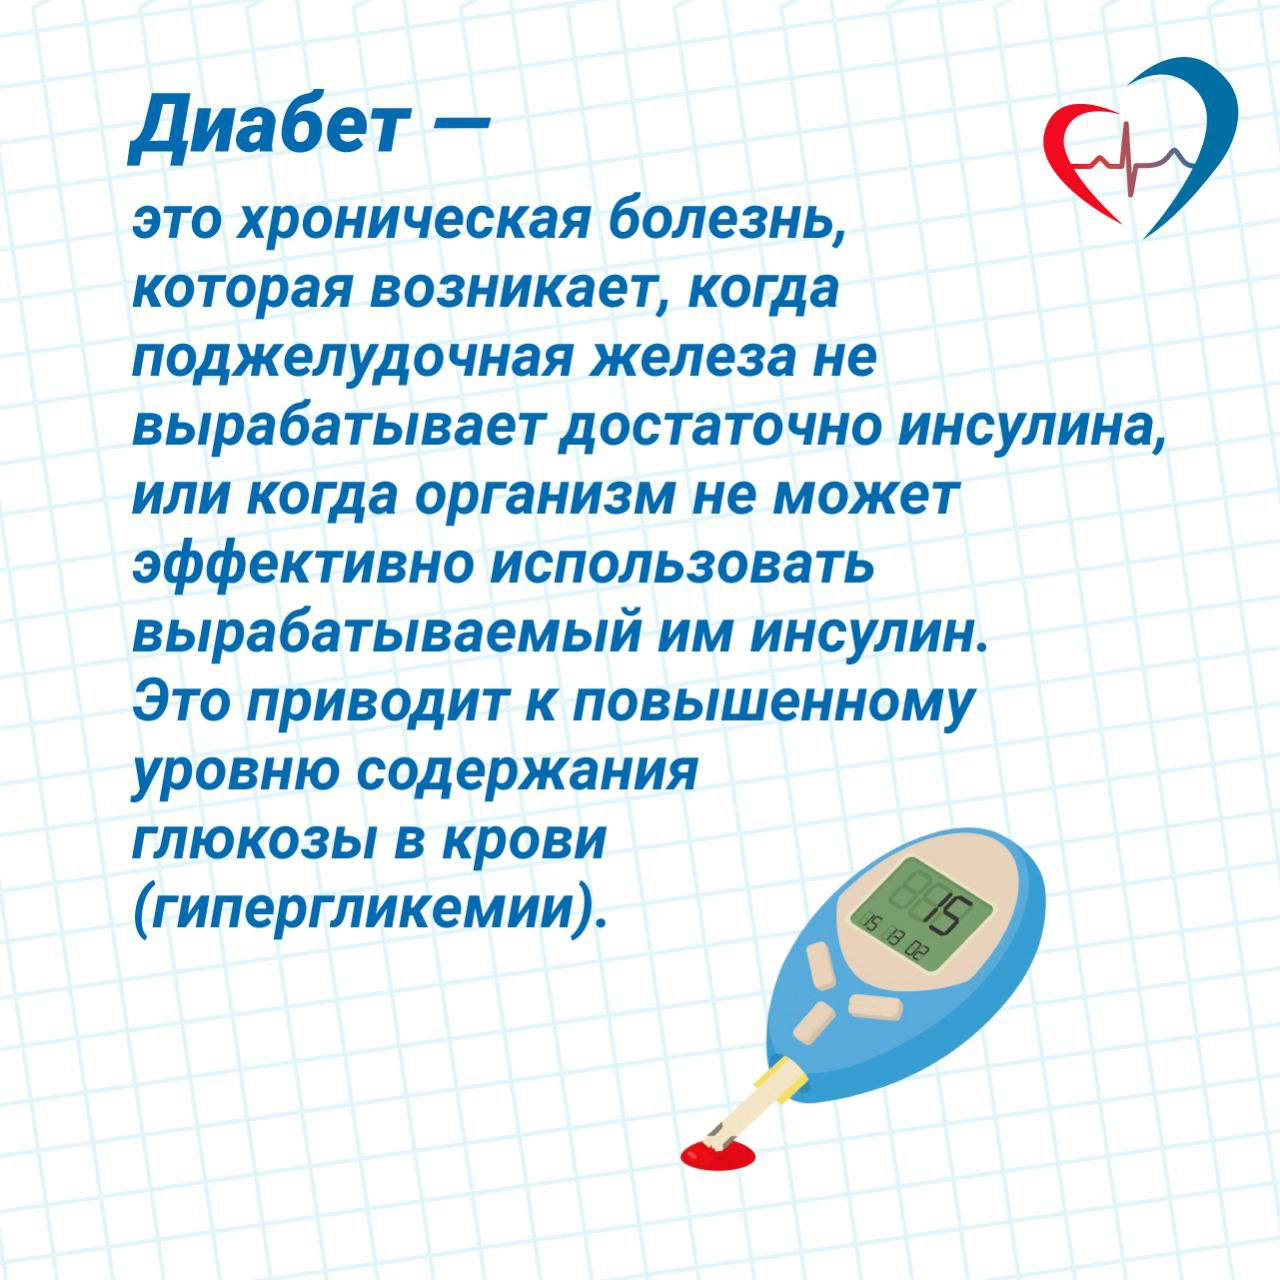 Диабет —
это хроническая болезнь,
которая возникает, когда
поджелудочная железа не
вырабатывает достаточно инсулина,
или когда организм не может
эффективно использовать
вырабатываемый им инсулин.
Это приводит к повышенному
уровню содержания
глюкозы в крови
(гипергликемии).
15
15 13 02